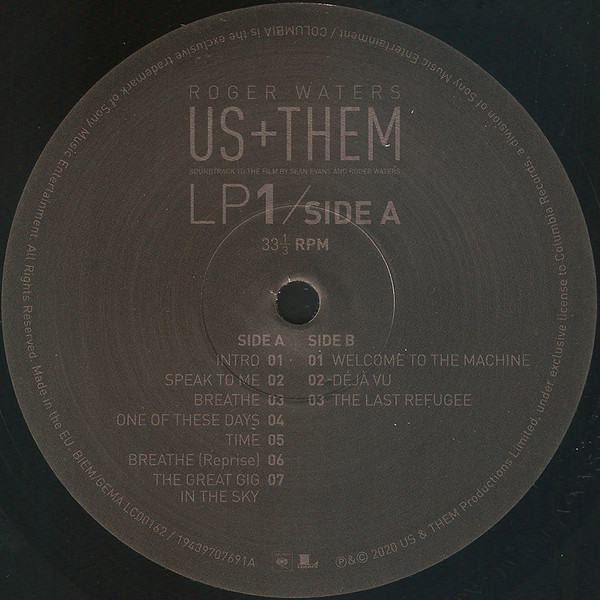 ROGER WATERS
US+THEM
SOUNDTRACK TO THE FILM BY SEAN EVANS AND ROGER WATERS
LP1/SIDE A
33 1/3 RPM
SIDE A
INTRO 01
SPEAK TO ME 02
BREATHE 03
ONE OF THESE DAYS 04
TIME 05
BREATHE (Reprise) 06
THE GREAT GIG 07
IN THE SKY
SIDE B
01 WELCOME TO THE MACHINE
02 DÉJÀ VU
03 THE LAST REFUGEE
℗&© 2020 US & THEM Productions Limited, under exclusive license to Columbia Records, a division of Sony Music Entertainment / COLUMBIA is the exclusive trademark of Sony Music Entertainment. All Rights Reserved. Made in the EU. BIEM/GEMA LC00162 / 19439707691A